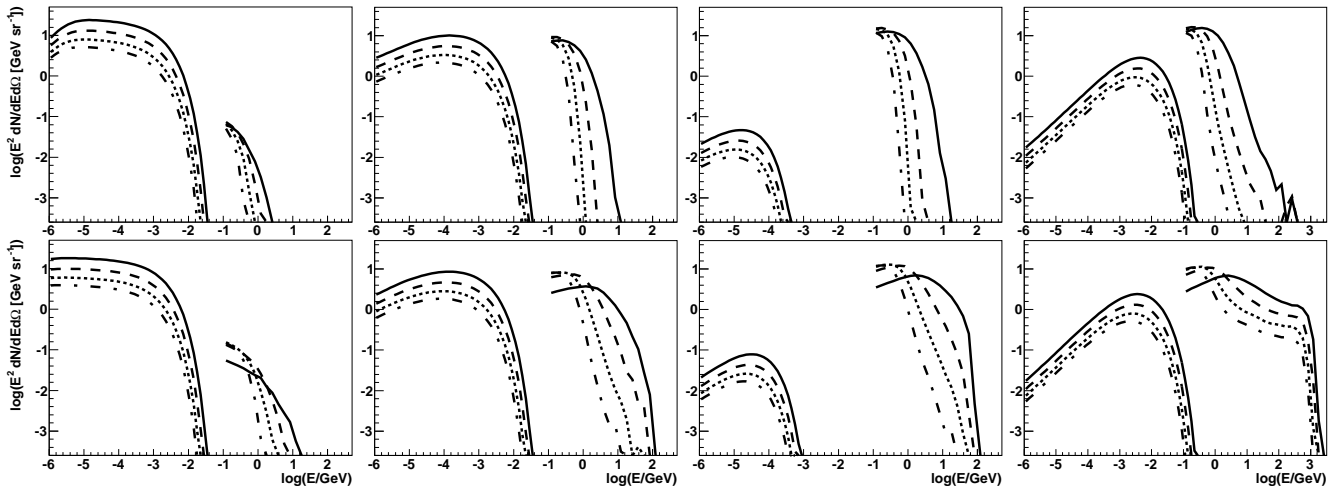 log(E² dN/dEdΩ [GeV sr⁻¹])
1
0
-1
-2
-3
-6 -5 -4 -3 -2 -1 0 1 2
-6 -5 -4 -3 -2 -1 0 1 2
-6 -5 -4 -3 -2 -1 0 1 2
-6 -5 -4 -3 -2 -1 0 1 2 3
log(E² dN/dEdΩ [GeV sr⁻¹])
1
0
-1
-2
-3
-6 -5 -4 -3 -2 -1 0 1 2
-6 -5 -4 -3 -2 -1 0 1 2
-6 -5 -4 -3 -2 -1 0 1 2
-6 -5 -4 -3 -2 -1 0 1 2 3
log(E/GeV)
log(E/GeV)
log(E/GeV)
log(E/GeV)